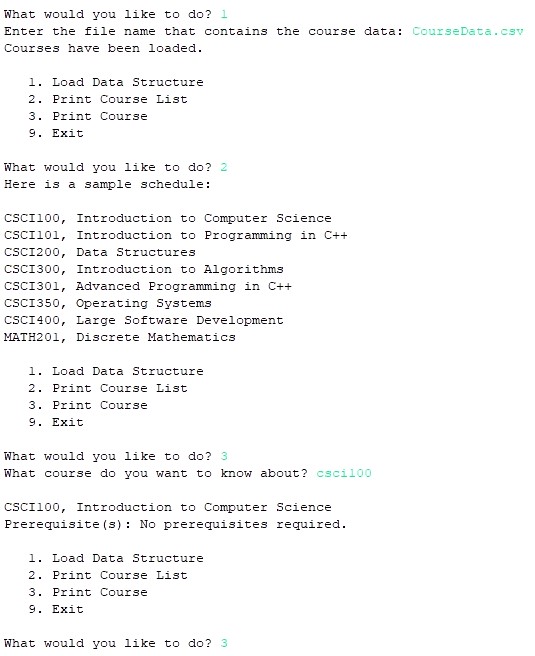 What would you like to do? 1
Enter the file name that contains the course data: CourseData.csv
Courses have been loaded.
1. Load Data Structure
2. Print Course List
3. Print Course
9. Exit
What would you like to do? 2
Here is a sample schedule:
CSCI100, Introduction to Computer Science
CSCI101, Introduction to Programming in C++
CSCI200, Data Structures
CSCI300, Introduction to Algorithms
CSCI301, Advanced Programming in C++
CSCI350, Operating Systems
CSCI400, Large Software Development
MATH201, Discrete Mathematics
1. Load Data Structure
2. Print Course List
3. Print Course
9. Exit
What would you like to do? 3
What course do you want to know about? csci100
CSCI100, Introduction to Computer Science
Prerequisite(s): No prerequisites required.
1. Load Data Structure
2. Print Course List
3. Print Course
9. Exit
What would you like to do? 3